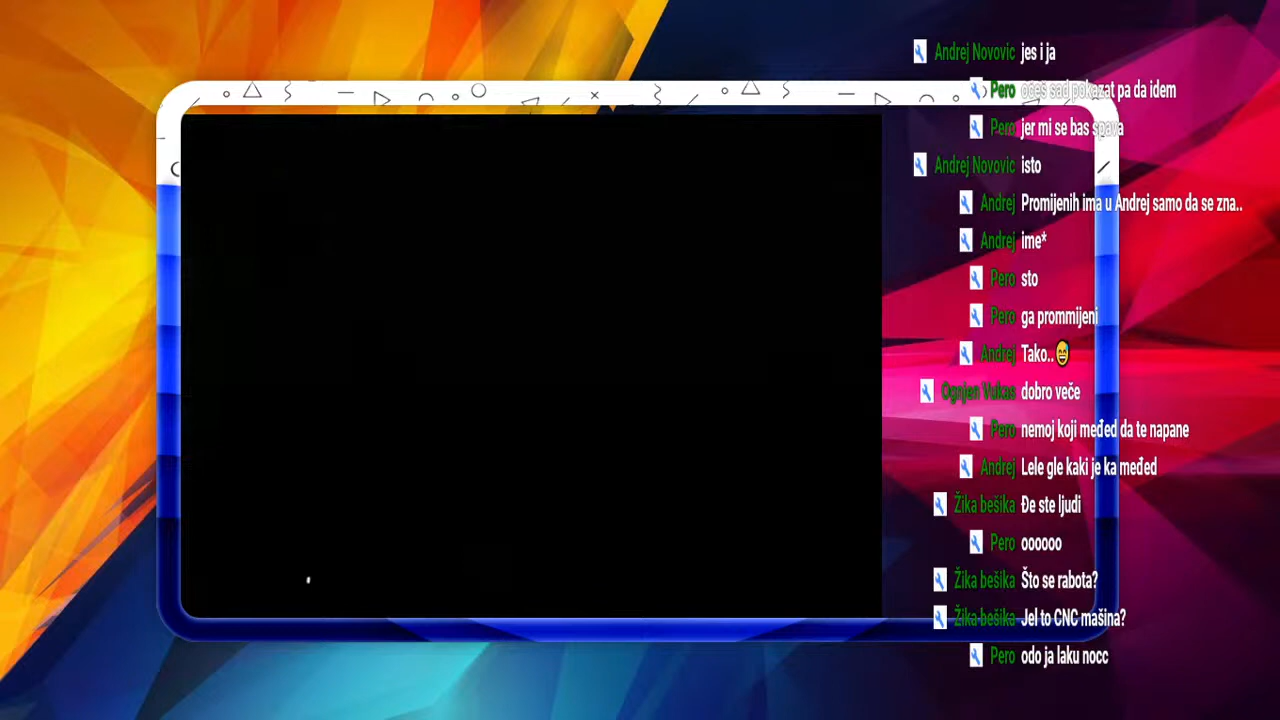 Andrej Novovic jes i ja
Pero oces sad pokazat pa da idem
Pero jer mi se bas spava
Andrej Novovic isto
Andrej Promijenih ima u Andrej samo da se zna..
Andrej ime*
Pero sto
Pero ga prommijeni
Andrej Tako..😅
Ognjen Vukas dobro veče
Pero nemoj koji međed da te napane
Andrej Lele gle kaki je ka međed
Žika bešika Đe ste ljudi
Pero oooooo
Žika bešika Što se rabota?
Žika bešika Jel to CNC mašina?
Pero odo ja laku nocc